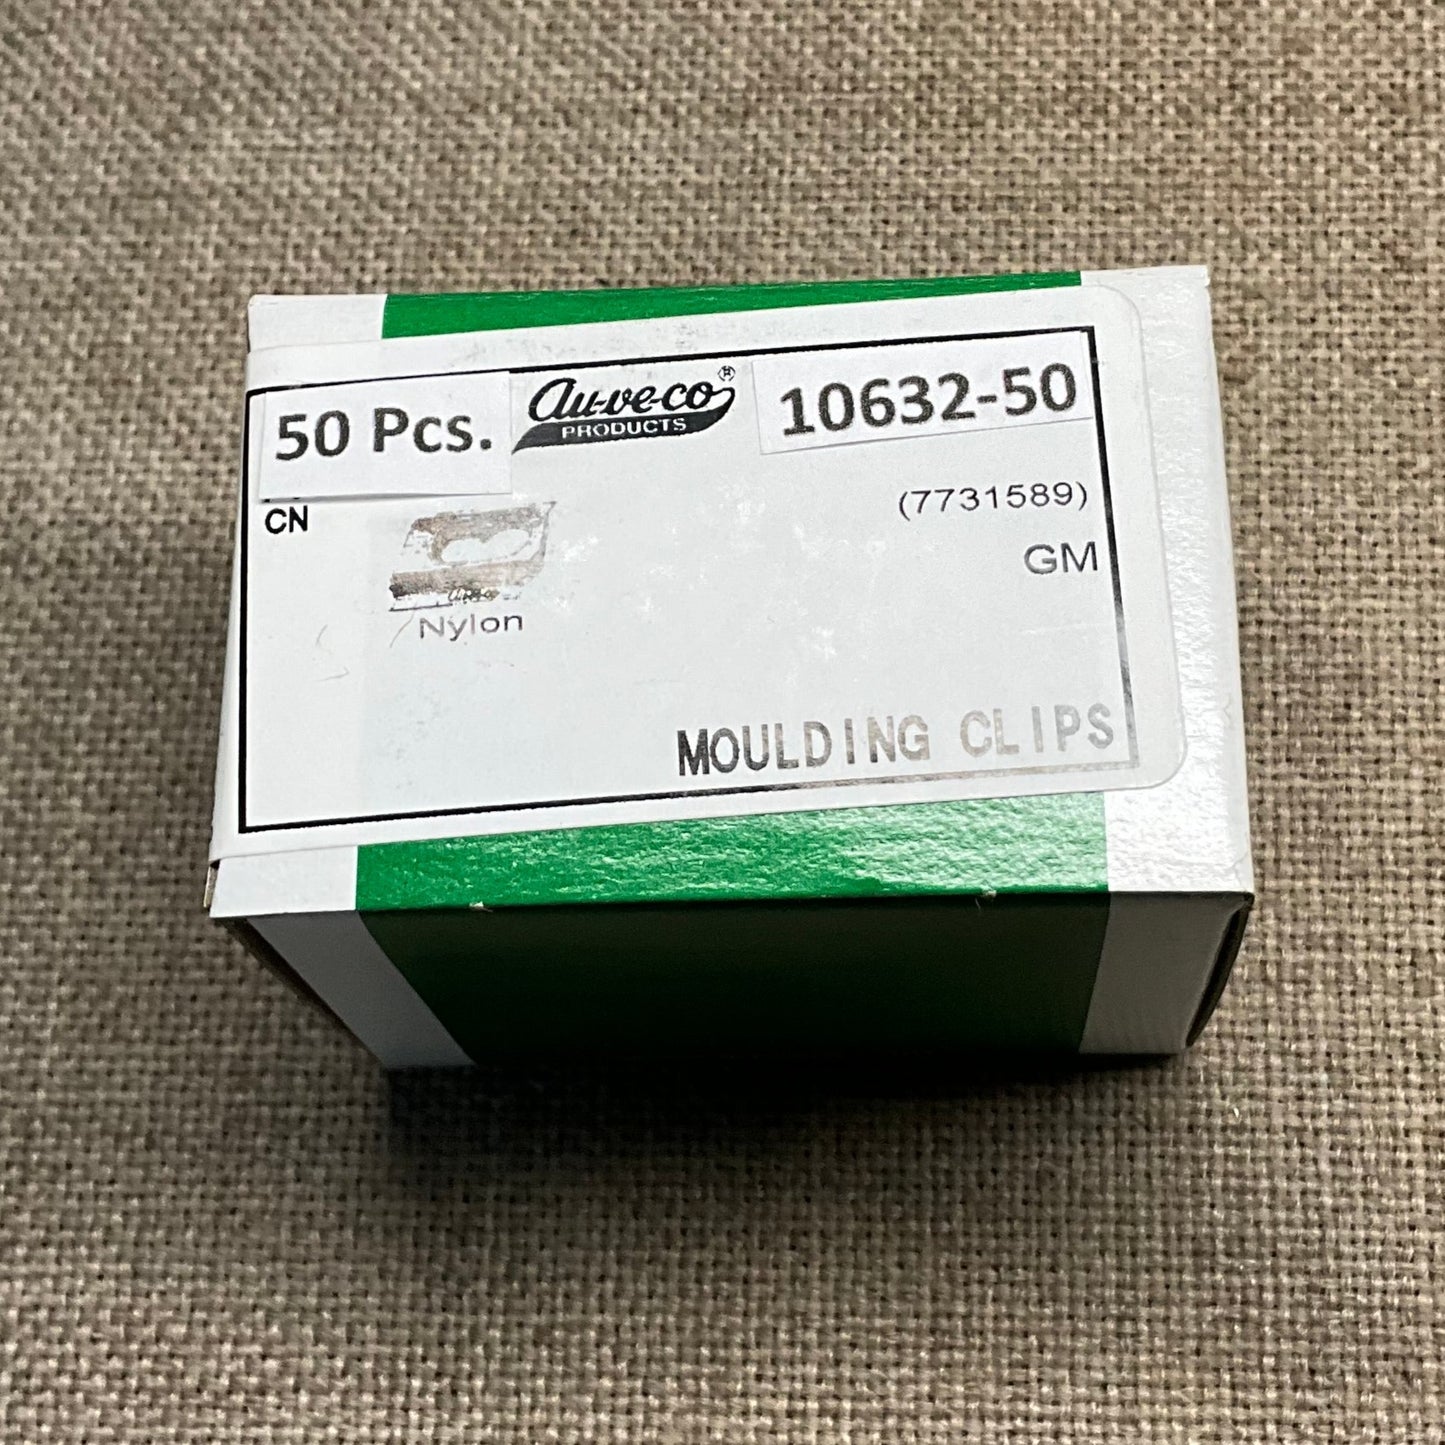 50 Pcs.
au-ve-co®
PRODUCTS
10632-50
(7731589)
CN
GM
Nylon
MOULDING CLIPS